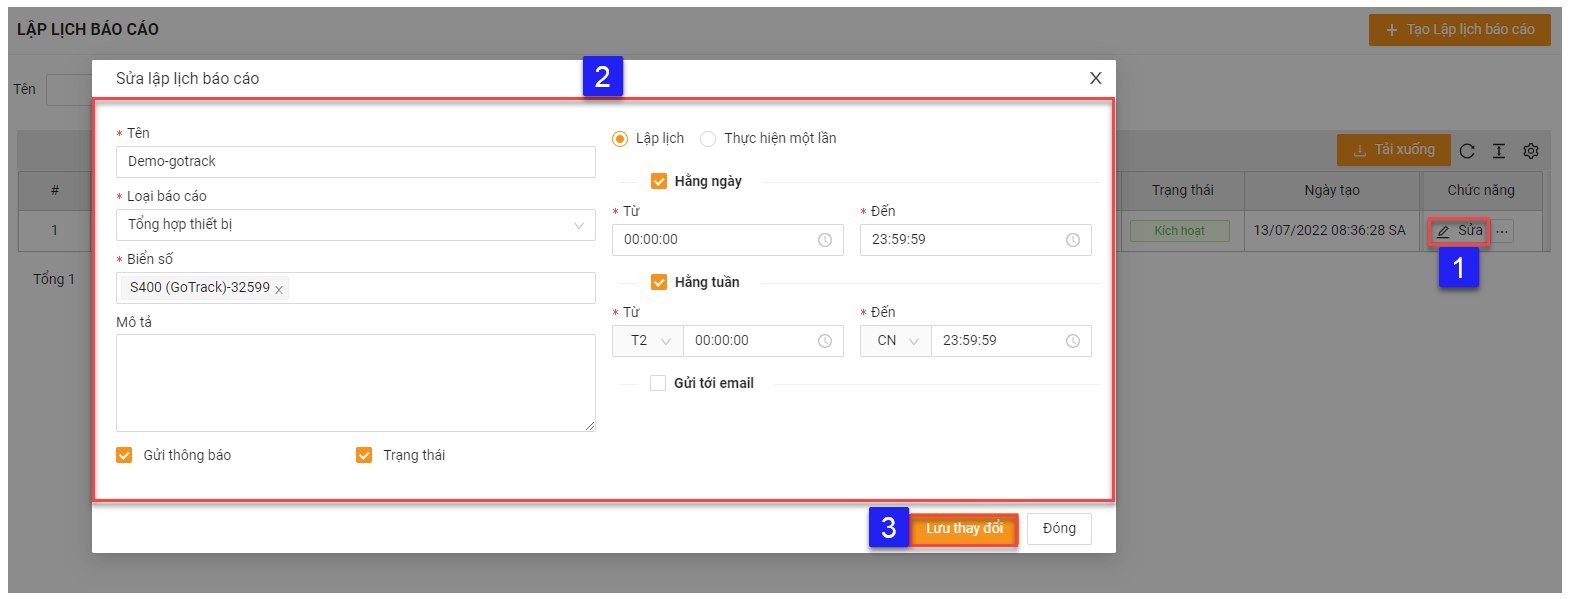 LẬP LỊCH BÁO CÁO
Tạo Lập lịch báo cáo
Tên
Tải xuống
# Trạng thái Ngày tạo Chức năng
1 Kích hoạt 13/07/2022 08:36:28 SA Sửa ...
1
Tổng 1
Sửa lập lịch báo cáo
2
X
* Tên
Demo-gotrack
* Loại báo cáo
Tổng hợp thiết bị
* Biển số
S400 (GoTrack)-32599 x
Mô tả
Gửi thông báo Trạng thái
Lập lịch Thực hiện một lần
Hằng ngày
* Từ * Đến
00:00:00 23:59:59
Hằng tuần
* Từ * Đến
T2 00:00:00 CN 23:59:59
Gửi tới email
3 Lưu thay đổi Đóng